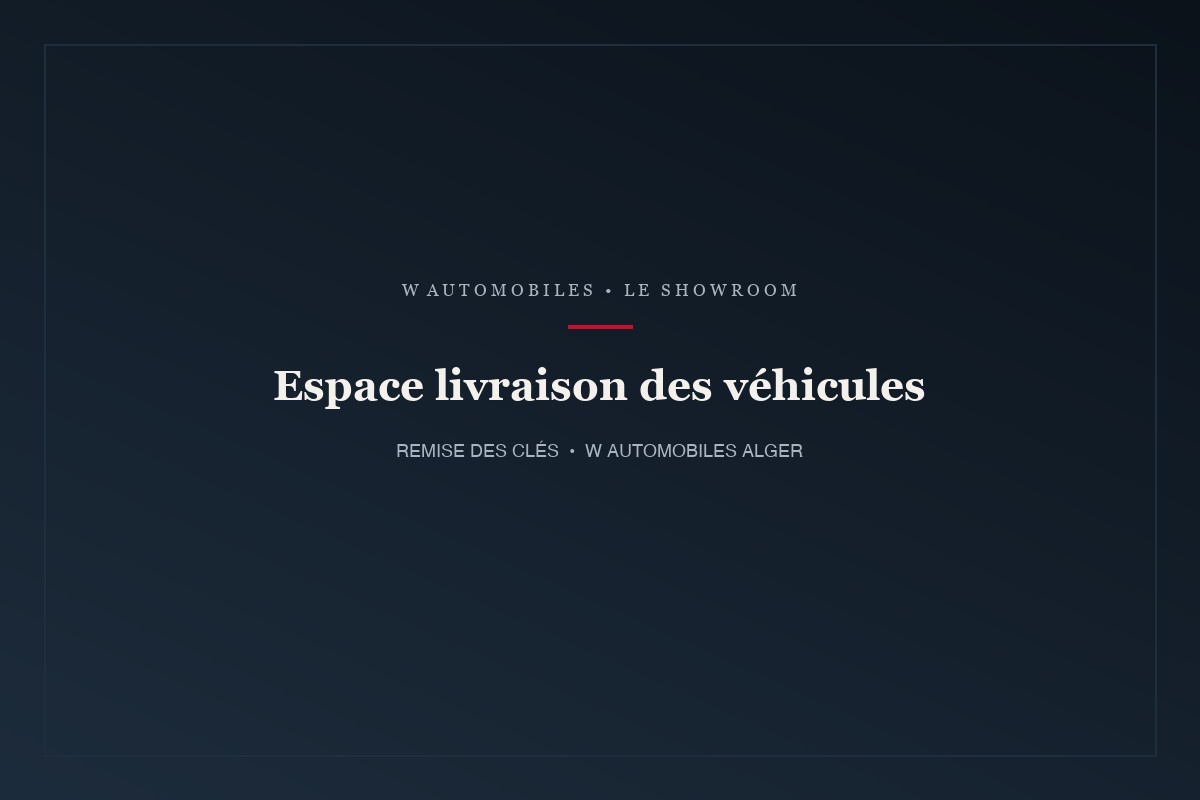 W AUTOMOBILES • LE SHOWROOM
Espace livraison des véhicules
REMISE DES CLÉS • W AUTOMOBILES ALGER